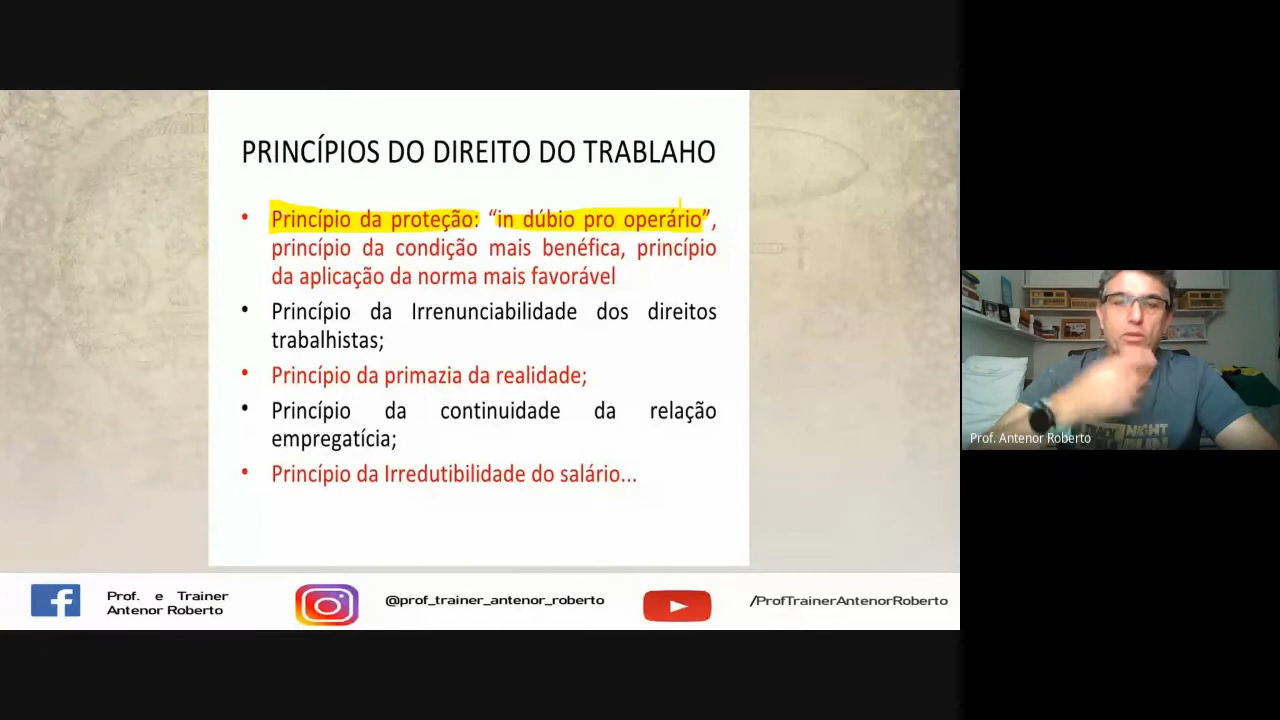 PRINCÍPIOS DO DIREITO DO TRABLAHO
• Princípio da proteção: “in dúbio pro operário”,
princípio da condição mais benéfica, princípio
da aplicação da norma mais favorável
• Princípio da Irrenunciabilidade dos direitos
trabalhistas;
• Princípio da primazia da realidade;
• Princípio da continuidade da relação
empregatícia;
• Princípio da Irredutibilidade do salário...
Prof. e Trainer
Antenor Roberto
@prof_trainer_antenor_roberto
/ProfTrainerAntenorRoberto
NIGHT
RUN
Prof. Antenor Roberto